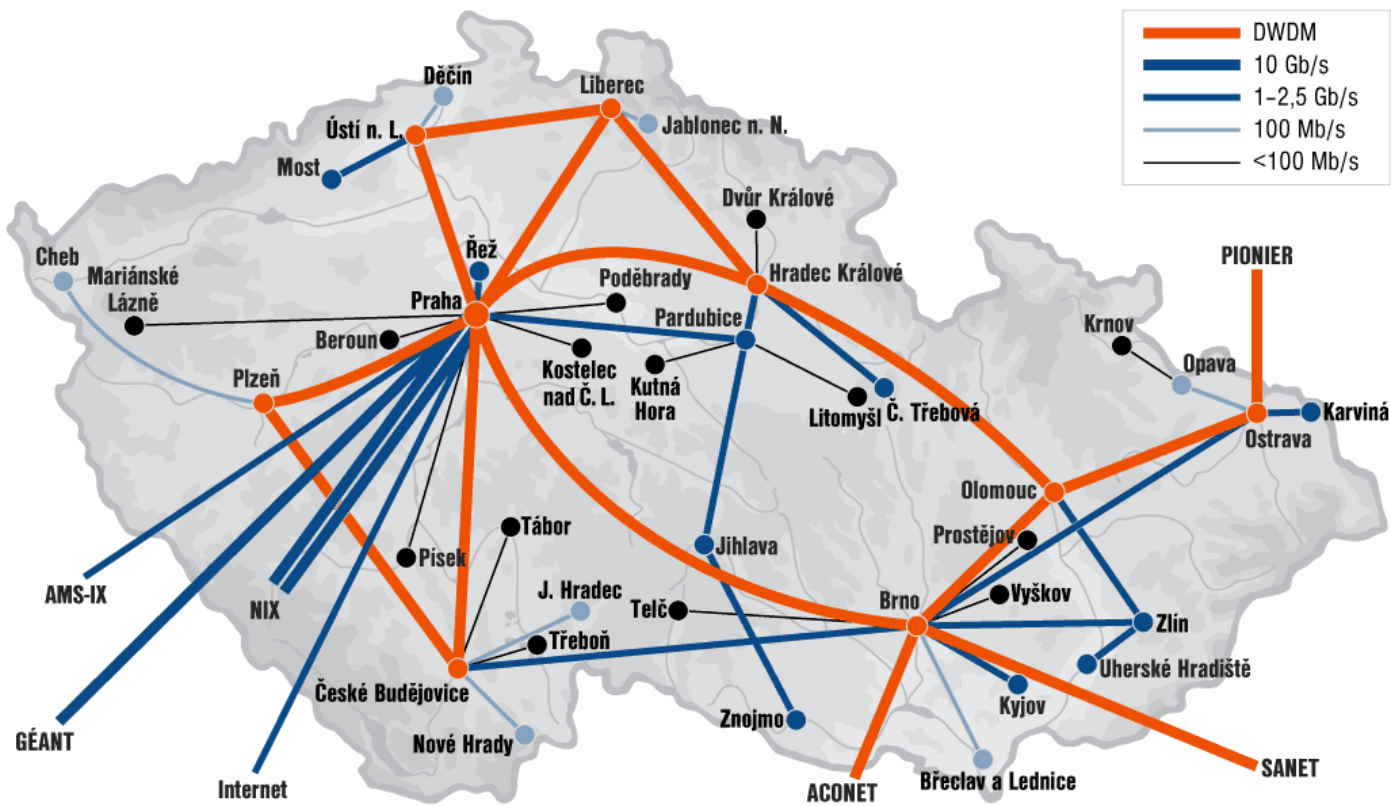 DWDM
10 Gb/s
1–2,5 Gb/s
100 Mb/s
<100 Mb/s
Děčín
Liberec
Ústí n. L.
Jablonec n. N.
Most
Dvůr Králové
Cheb
Řež
PIONIER
Mariánské
Lázně
Poděbrady
Hradec Králové
Praha
Pardubice
Krnov
Beroun
Opava
Kostelec
nad Č. L.
Kutná
Hora
Plzeň
Litomyšl
Č. Třebová
Karviná
Ostrava
Olomouc
Tábor
Prostějov
Písek
Jihlava
AMS-IX
NIX
J. Hradec
Telč
Brno
Vyškov
Třeboň
Zlín
Uherské Hradiště
České Budějovice
Kyjov
Znojmo
GÉANT
Nové Hrady
SANET
Břeclav a Lednice
Internet
ACONET